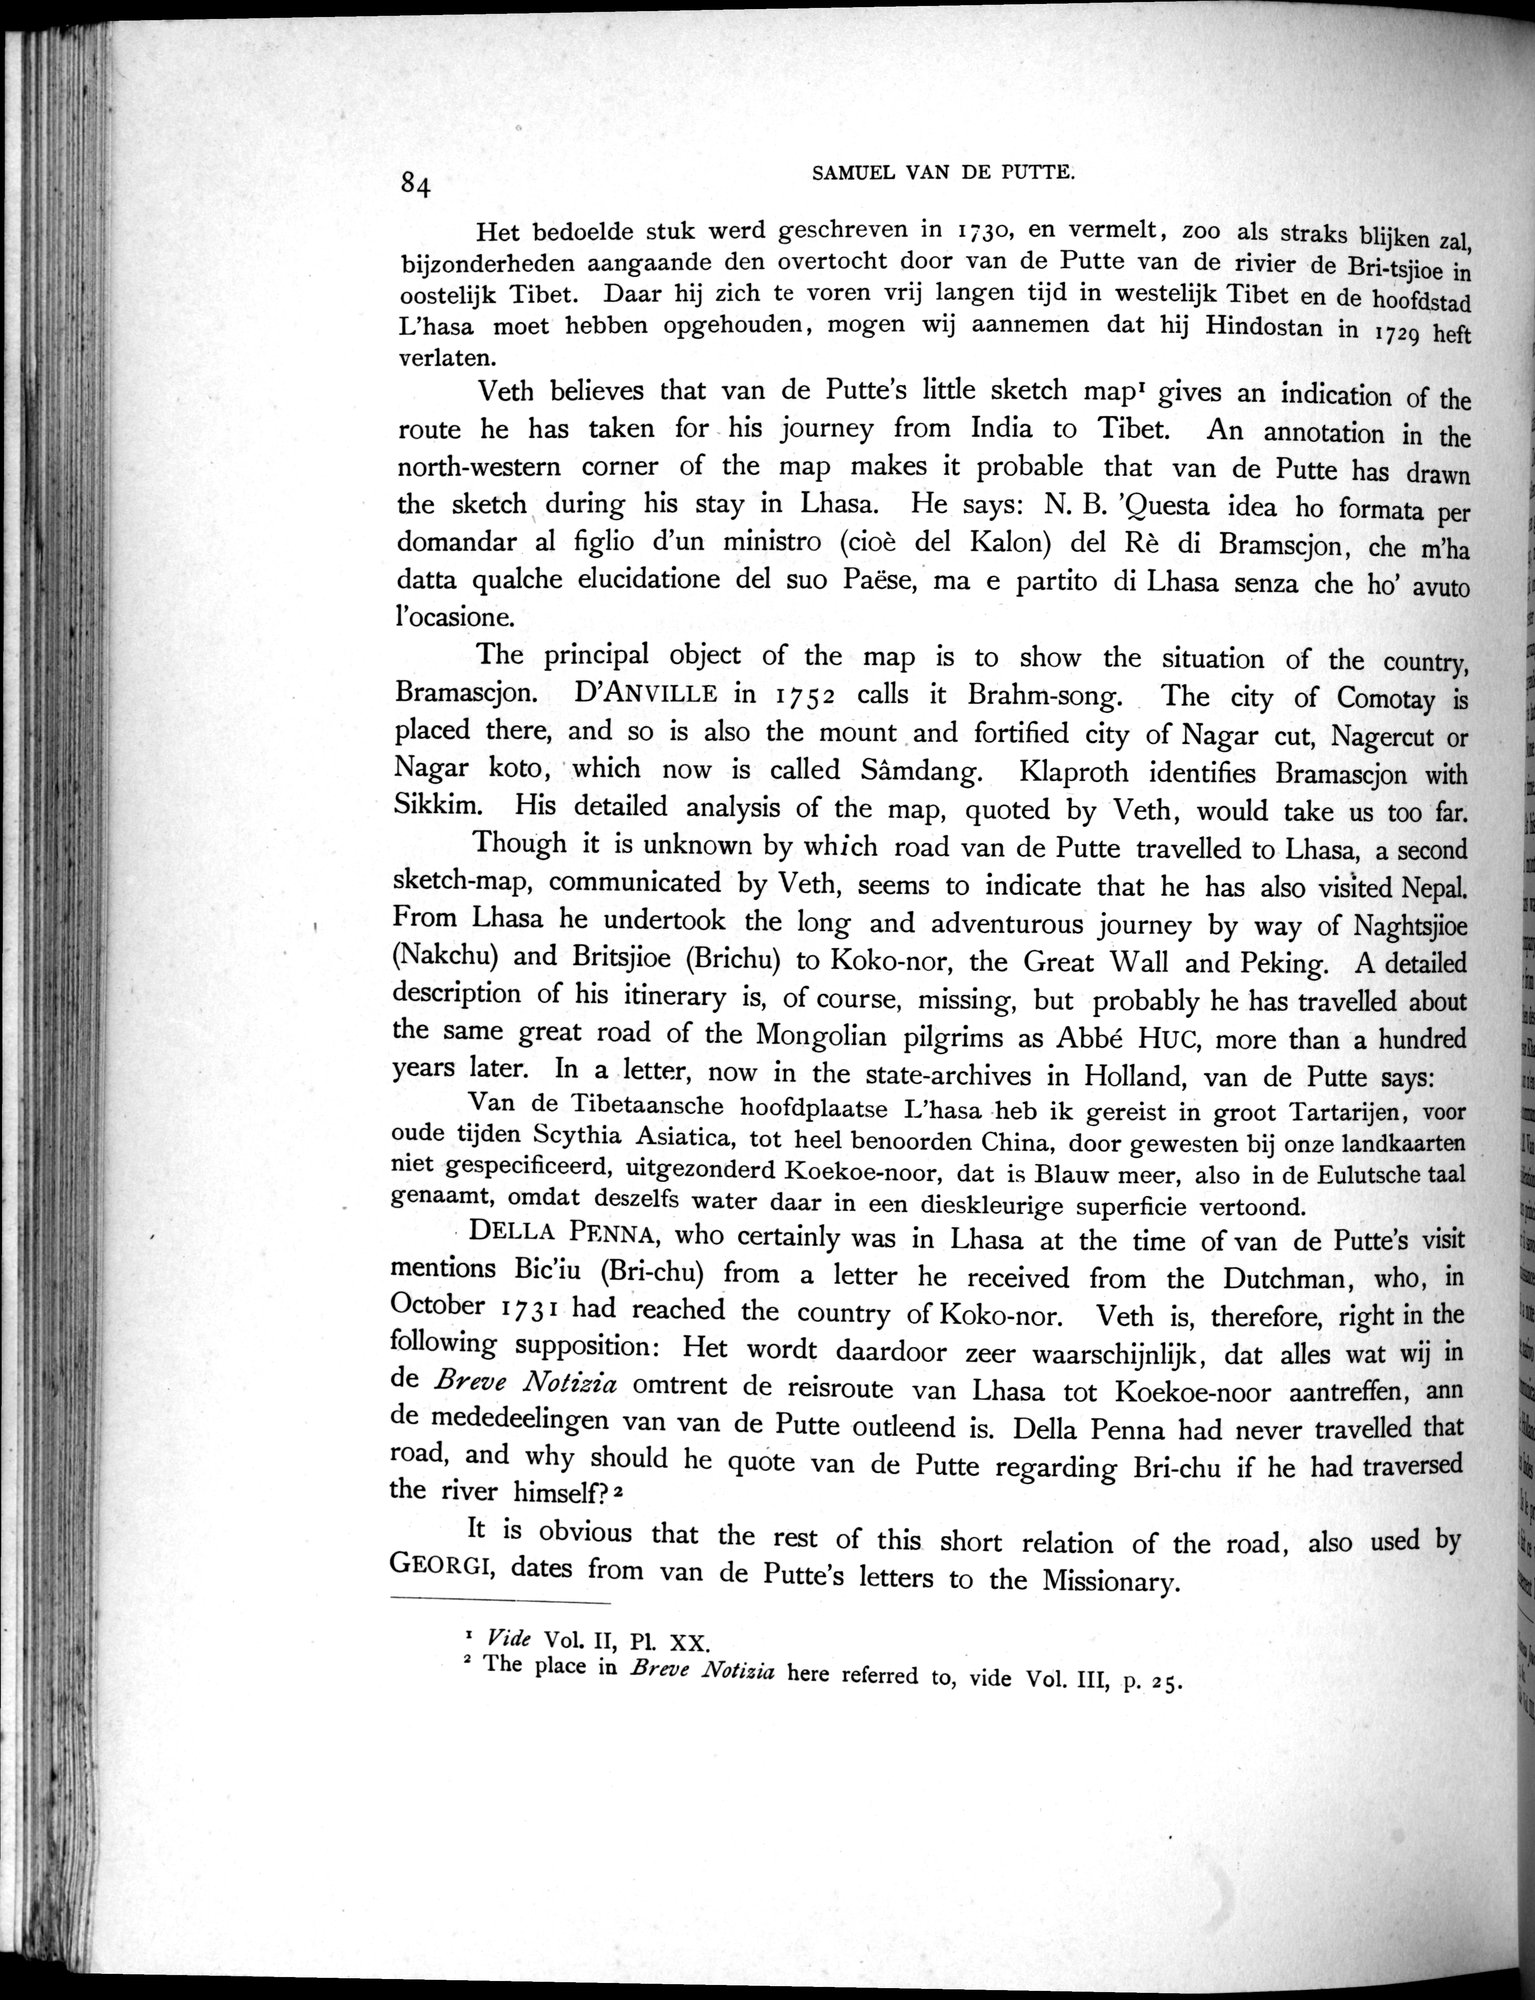 84
SAMUEL VAN DE PUTTE.
Het bedoelde stuk werd geschreven in 1730, en vermelt, zoo als straks blijken zal,
bijzonderheden aangaande den overtocht door van de Putte van de rivier de Bri-tsjioe in
oostelijk Tibet. Daar hij zich te voren vrij langen tijd in westelijk Tibet en de hoofdstad
L'hasa moet hebben opgehouden, mogen wij aannemen dat hij Hindostan in 1729 heft
verlaten.
Veth believes that van de Putte's little sketch map¹ gives an indication of the
route he has taken for his journey from India to Tibet. An annotation in the
north-western corner of the map makes it probable that van de Putte has drawn
the sketch during his stay in Lhasa. He says: N. B. 'Questa idea ho formata per
domandar al figlio d'un ministro (cioè del Kalon) del Rè di Bramscjon, che m'ha
datta qualche elucidatione del suo Paëse, ma e partito di Lhasa senza che ho' avuto
l'ocasione.
The principal object of the map is to show the situation of the country,
Bramascjon. D'ANVILLE in 1752 calls it Brahm-song. The city of Comotay is
placed there, and so is also the mount and fortified city of Nagar cut, Nagercut or
Nagar koto, which now is called Sâmdang. Klaproth identifies Bramascjon with
Sikkim. His detailed analysis of the map, quoted by Veth, would take us too far.
Though it is unknown by which road van de Putte travelled to Lhasa, a second
sketch-map, communicated by Veth, seems to indicate that he has also visited Nepal.
From Lhasa he undertook the long and adventurous journey by way of Naghtsjioe
(Nakchu) and Britsjioe (Brichu) to Koko-nor, the Great Wall and Peking. A detailed
description of his itinerary is, of course, missing, but probably he has travelled about
the same great road of the Mongolian pilgrims as Abbé HUC, more than a hundred
years later. In a letter, now in the state-archives in Holland, van de Putte says:
Van de Tibetaansche hoofdplaatse L'hasa heb ik gereist in groot Tartarijen, voor
oude tijden Scythia Asiatica, tot heel benoorden China, door gewesten bij onze landkaarten
niet gespecificeerd, uitgezonderd Koekoe-noor, dat is Blauw meer, also in de Eulutsche taal
genaamt, omdat deszelfs water daar in een dieskleurige superficie vertoond.
DELLA PENNA, who certainly was in Lhasa at the time of van de Putte's visit
mentions Bic'iu (Bri-chu) from a letter he received from the Dutchman, who, in
October 1731 had reached the country of Koko-nor. Veth is, therefore, right in the
following supposition: Het wordt daardoor zeer waarschijnlijk, dat alles wat wij in
de Breve Notizia omtrent de reisroute van Lhasa tot Koekoe-noor aantreffen, ann
de mededeelingen van van de Putte outleend is. Della Penna had never travelled that
road, and why should he quote van de Putte regarding Bri-chu if he had traversed
the river himself?²
It is obvious that the rest of this short relation of the road, also used by
GEORGI, dates from van de Putte's letters to the Missionary.
¹ Vide Vol. II, Pl. XX.
² The place in Breve Notizia here referred to, vide Vol. III, p. 25.